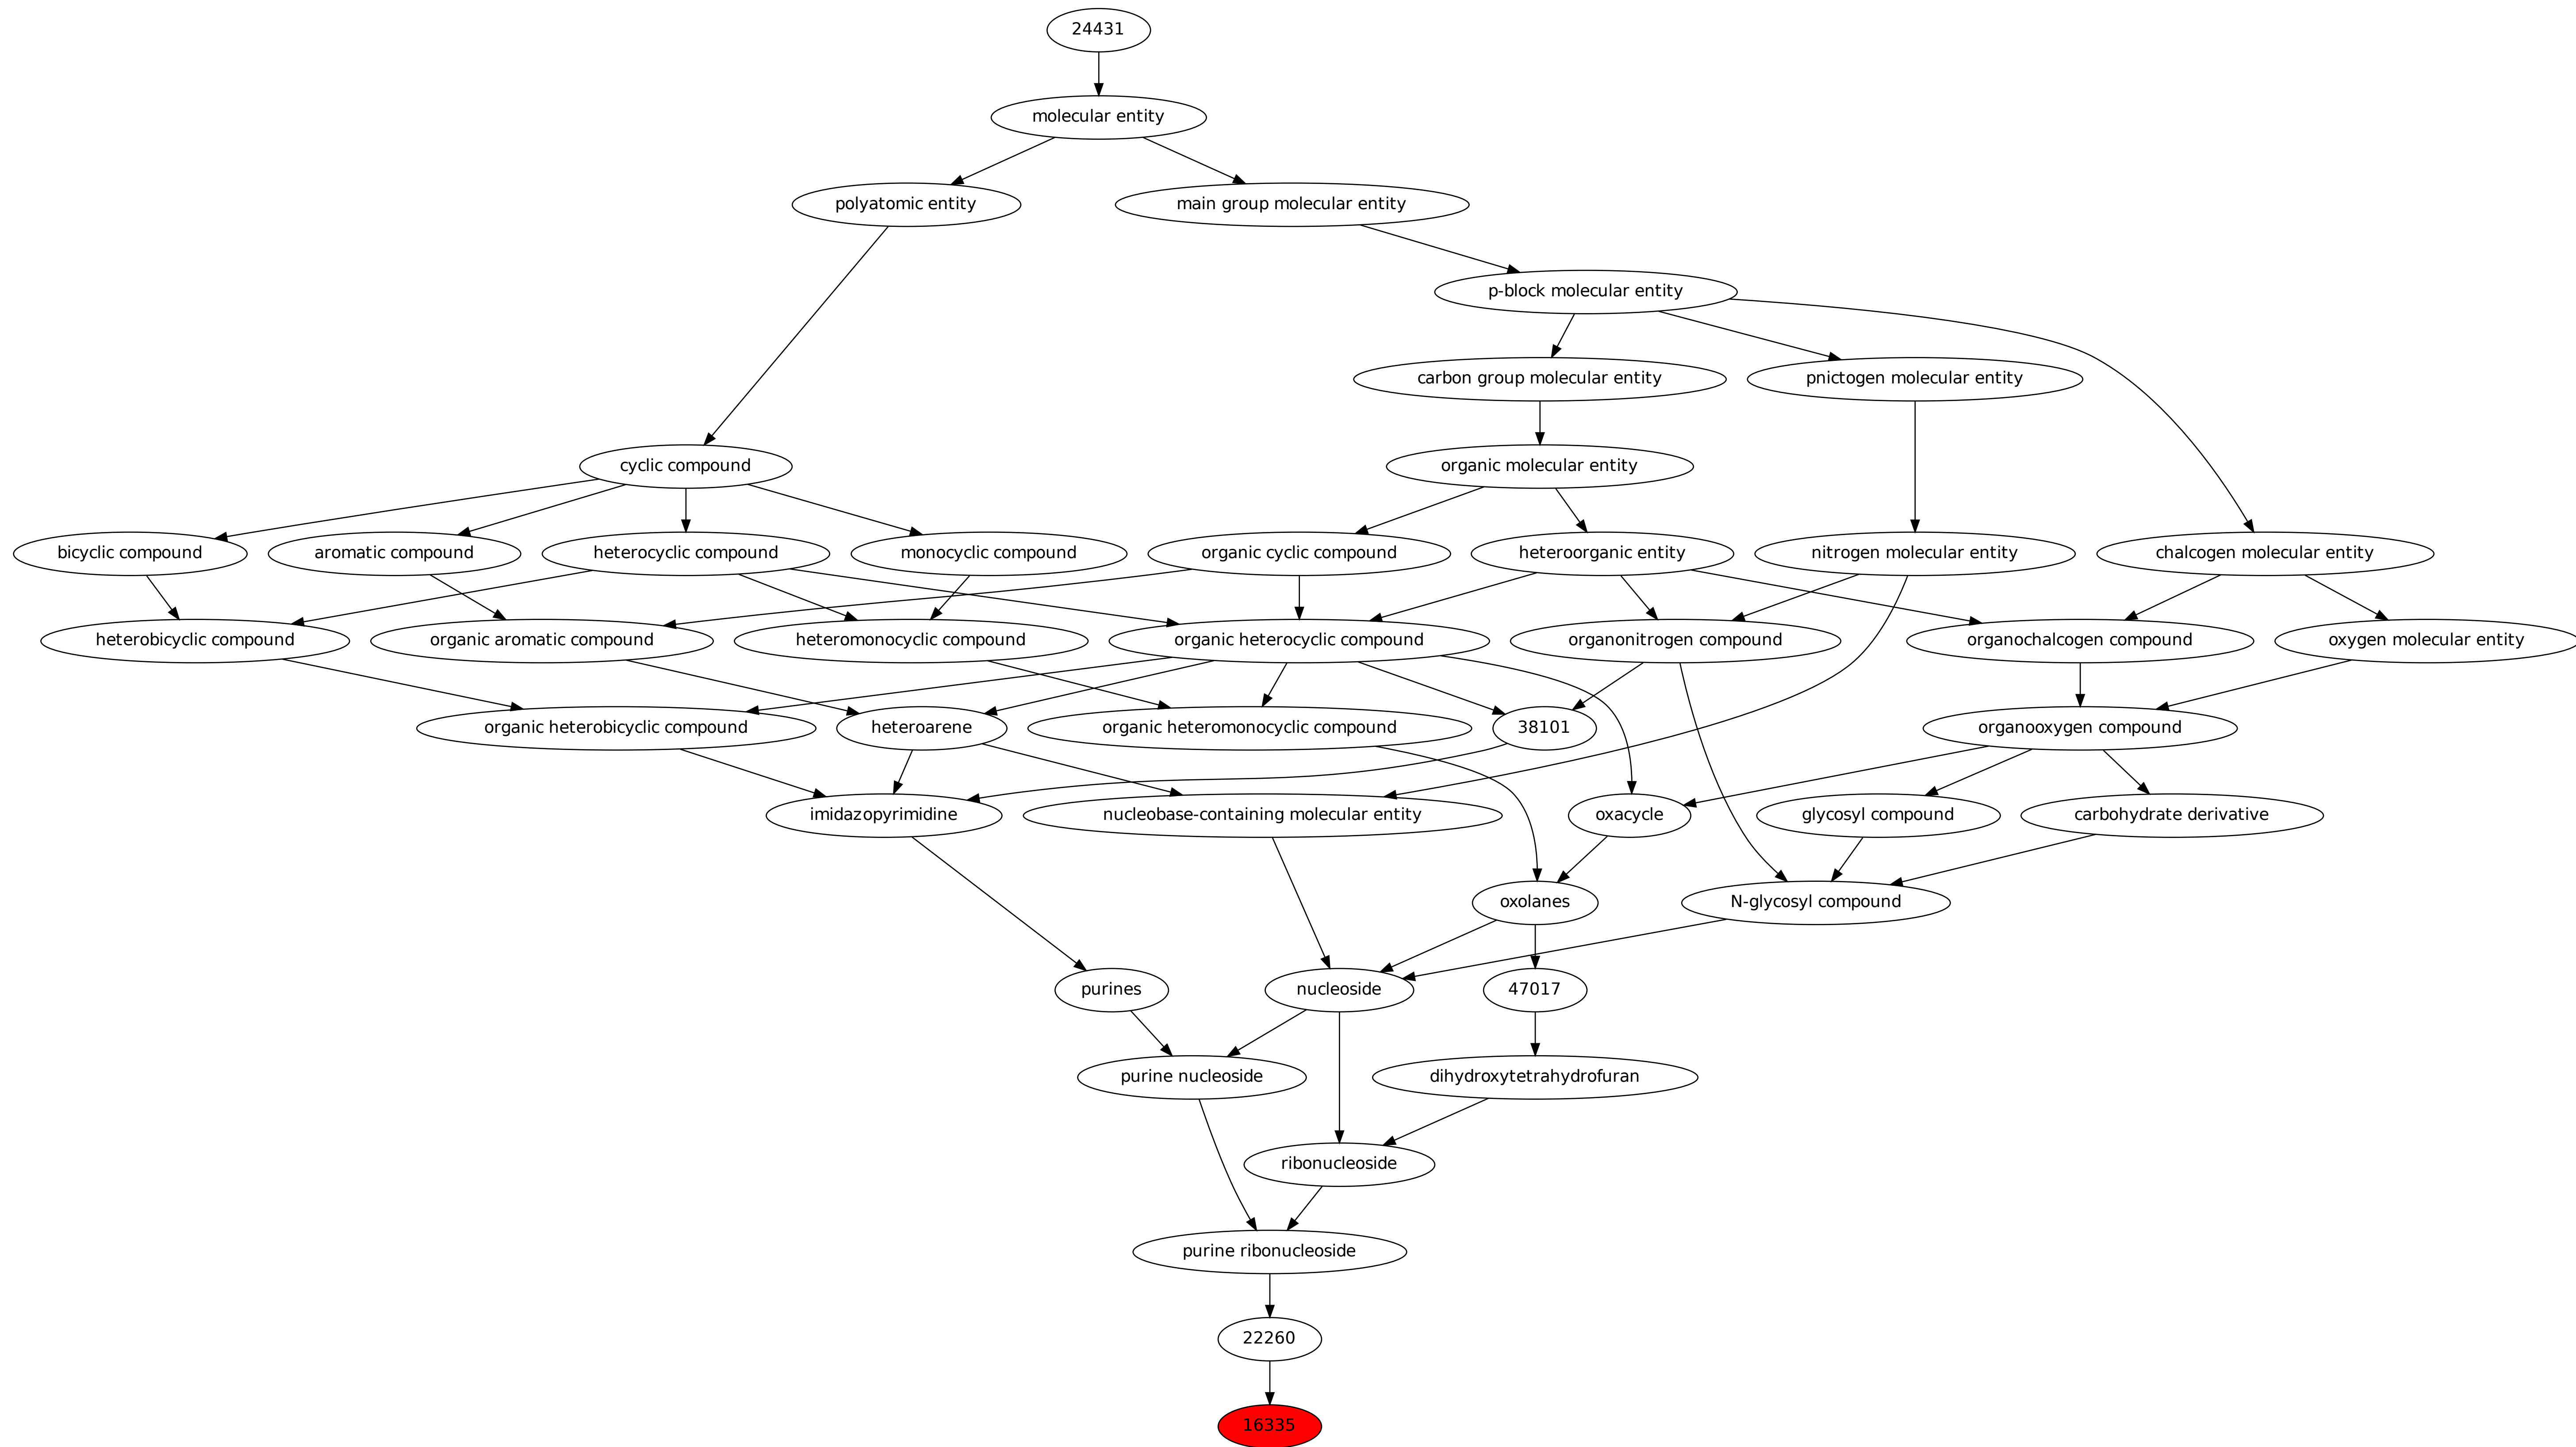 24431
molecular entity
polyatomic entity
main group molecular entity
p-block molecular entity
carbon group molecular entity
pnictogen molecular entity
cyclic compound
organic molecular entity
bicyclic compound
aromatic compound
heterocyclic compound
monocyclic compound
organic cyclic compound
heteroorganic entity
nitrogen molecular entity
chalcogen molecular entity
heterobicyclic compound
organic aromatic compound
heteromonocyclic compound
organic heterocyclic compound
organonitrogen compound
organochalcogen compound
oxygen molecular entity
organic heterobicyclic compound
heteroarene
organic heteromonocyclic compound
38101
organooxygen compound
imidazopyrimidine
nucleobase-containing molecular entity
oxacycle
glycosyl compound
carbohydrate derivative
oxolanes
N-glycosyl compound
purines
nucleoside
47017
purine nucleoside
dihydroxytetrahydrofuran
ribonucleoside
purine ribonucleoside
22260
16335